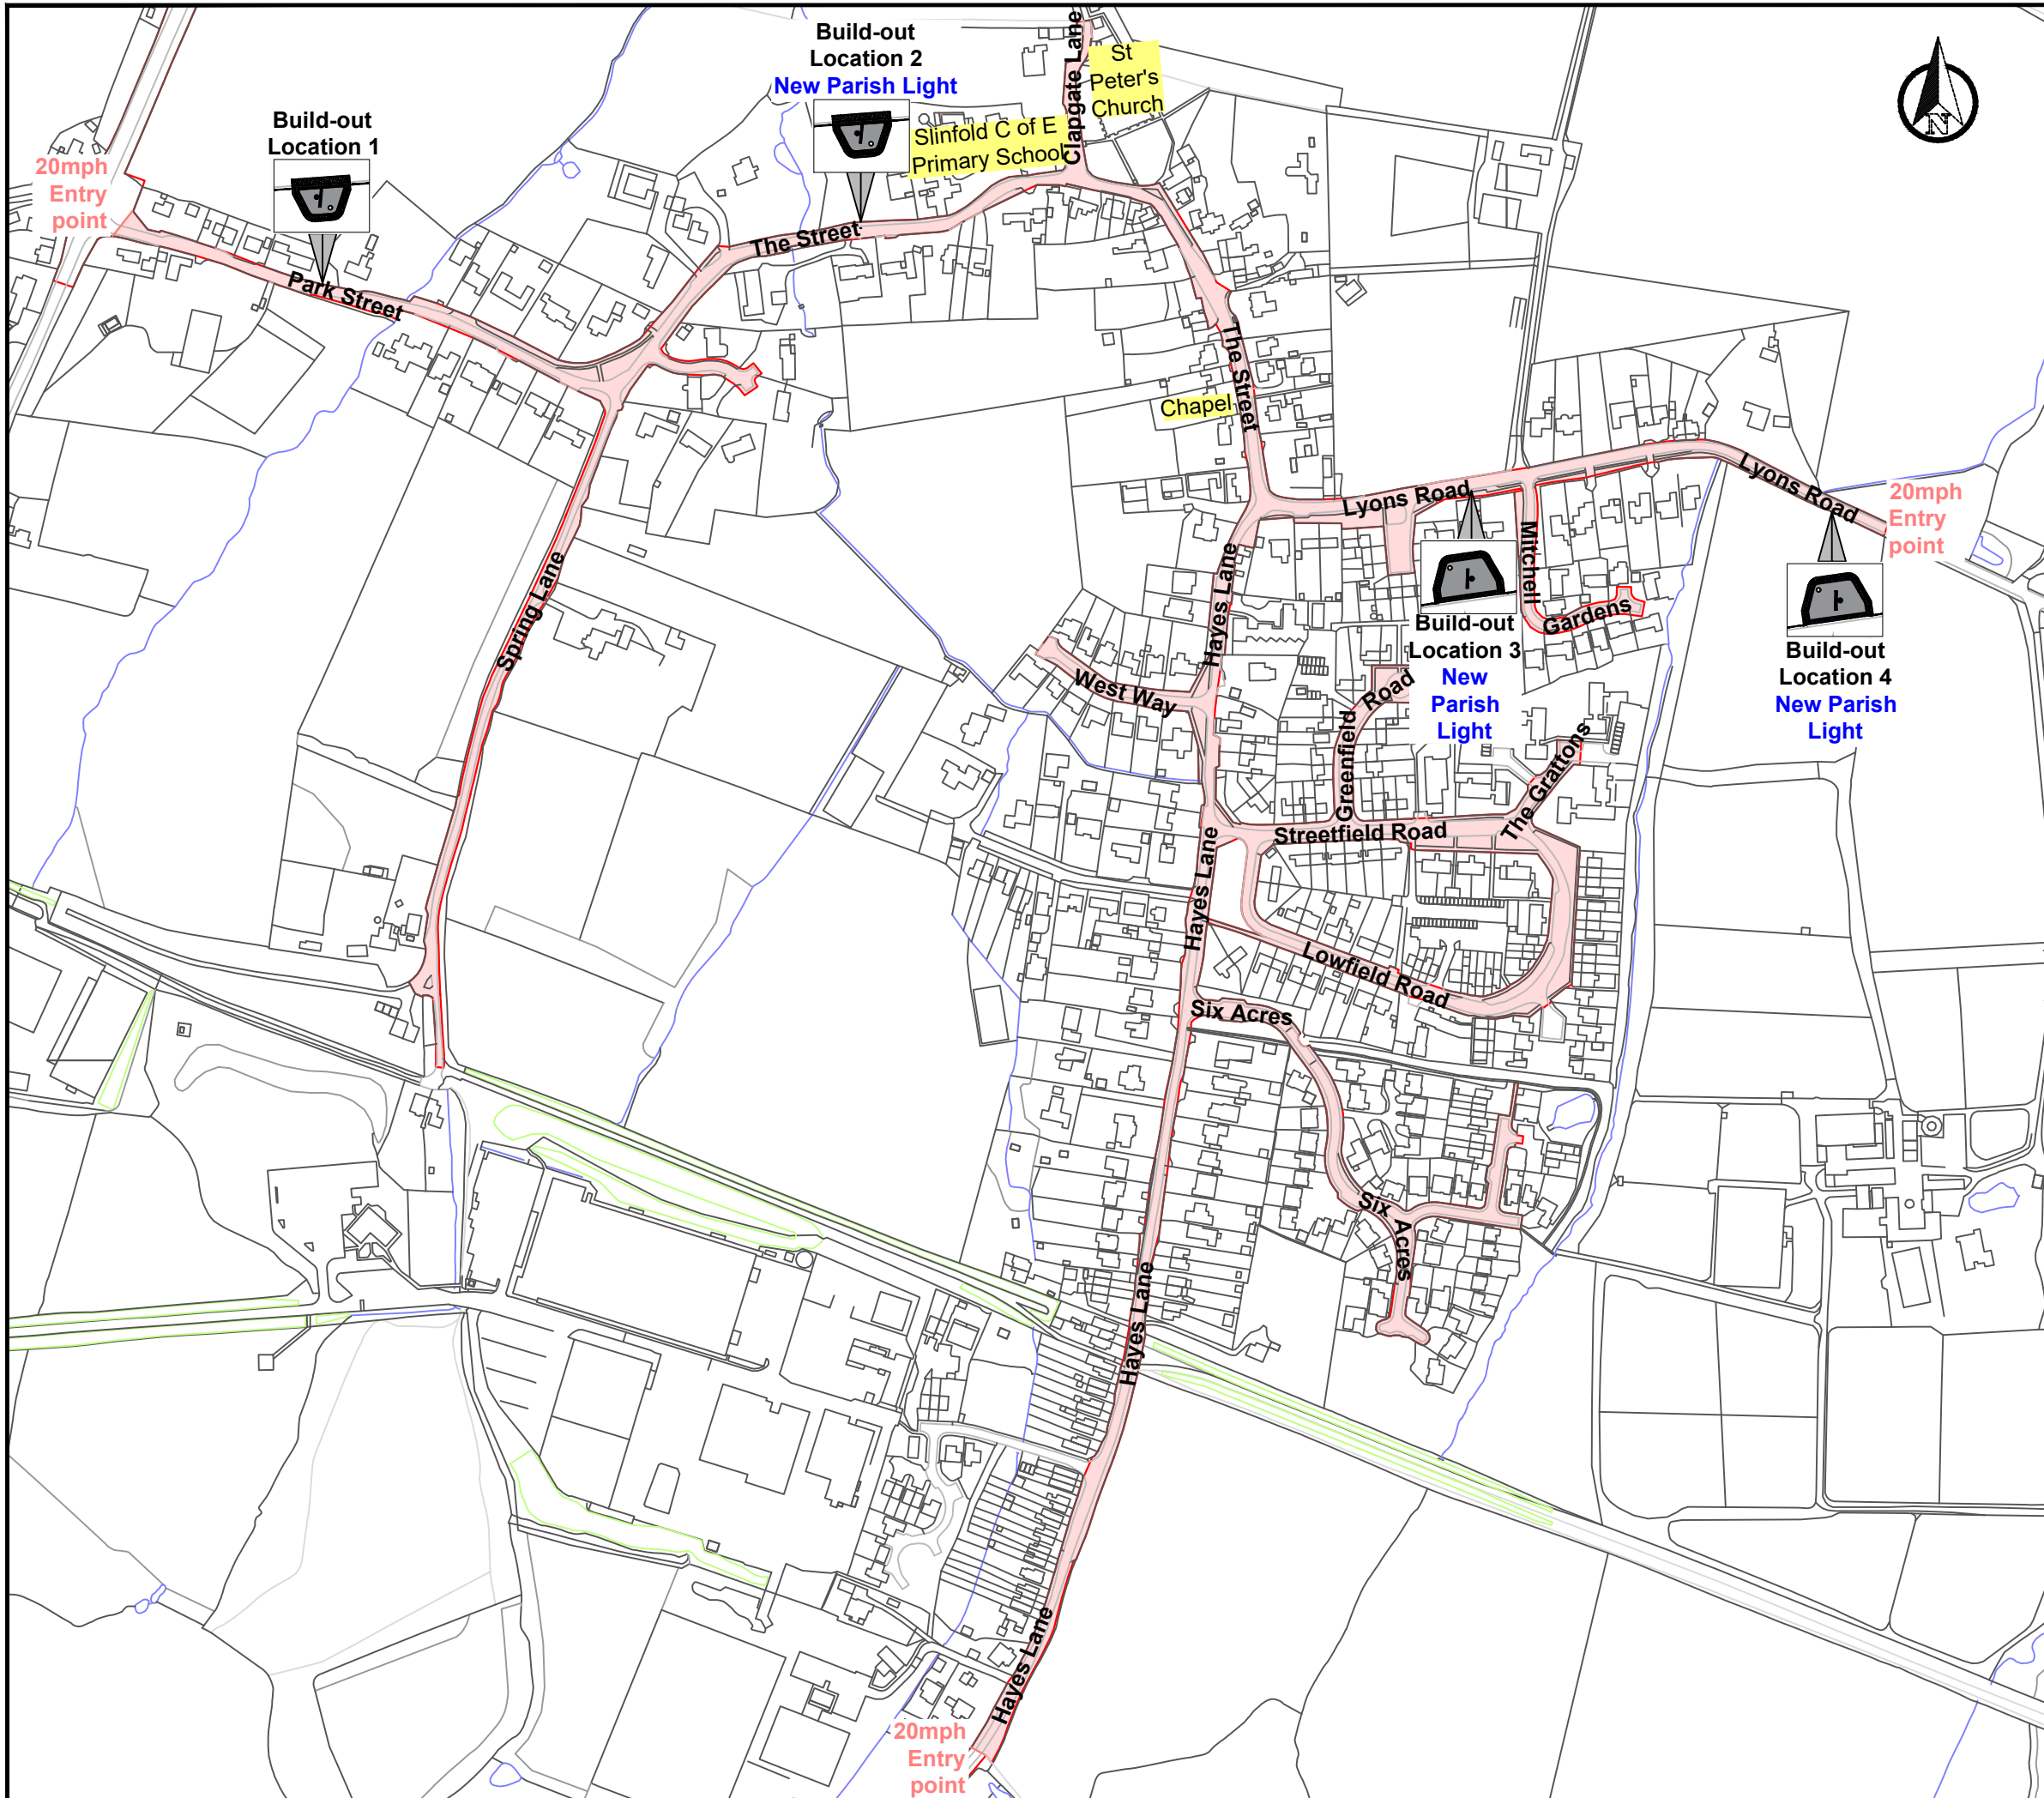 Build-out
Location 2
New Parish Light
Clapgate Lane
St
Peter's
Church
Build-out
Location 1
Slinfold C of E
Primary School
N
20mph
Entry
point
The Street
Park Street
The Street
Chapel
Lyons Road
Lyons Road
20mph
Entry
point
Mitchell
Gardens
Hayes Lane
Spring Lane
Build-out
Location 3
New
Parish
Light
Build-out
Location 4
New Parish
Light
West Way
Greenfield
Road
The Grattons
Streetfield Road
Hayes Lane
Lowfield Road
Six Acres
Six Acres
Hayes Lane
Hayes Lane
20mph
Entry
point